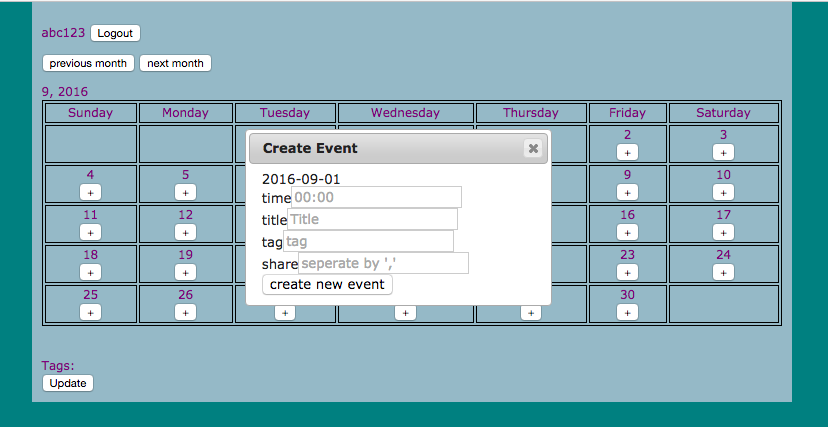 abc123 Logout
previous month next month
9, 2016
Sunday Monday Tuesday Wednesday Thursday Friday Saturday
2 3
+ +
Create Event ✖
2016-09-01
time 00:00
title Title
tag tag
share seperate by ','
create new event
4 5 9 10
+ + + +
11 12 16 17
+ + + +
18 19 23 24
+ + + +
25 26 30
+ + + + + +
Tags:
Update